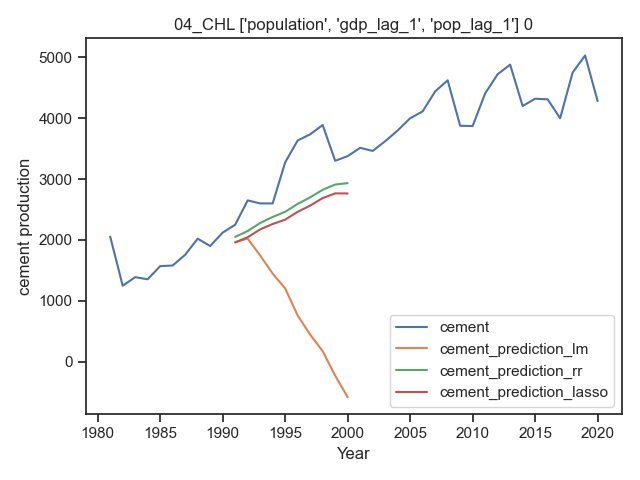 04_CHL ['population', 'gdp_lag_1', 'pop_lag_1'] 0
cement production
5000
4000
3000
2000
1000
0
1980 1985 1990 1995 2000 2005 2010 2015 2020
Year
cement
cement_prediction_lm
cement_prediction_rr
cement_prediction_lasso